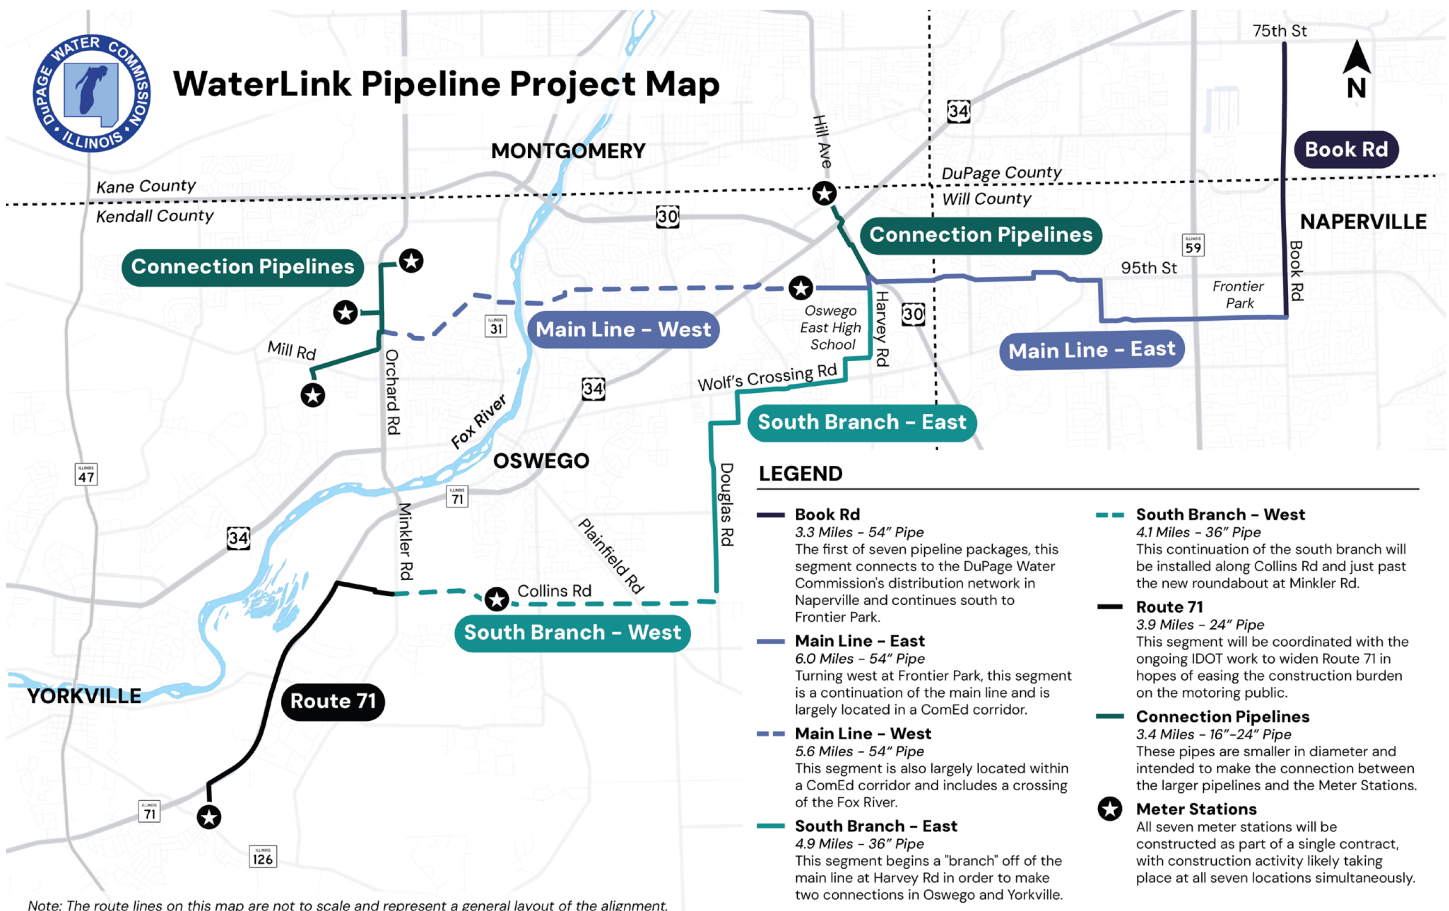 DuPAGE WATER COMMISSION
• ILLINOIS •
WaterLink Pipeline Project Map
75th St
N
34
Hill Ave
MONTGOMERY
Book Rd
DuPage County
Kane County
Will County
Kendall County
30
NAPERVILLE
Connection Pipelines
ILLINOIS
59
Book Rd
Connection Pipelines
95th St
Frontier
Park
Oswego
East High
School
Harvey Rd
30
ILLINOIS
31
Main Line - West
Main Line - East
Mill Rd
Orchard Rd
Wolf's Crossing Rd
34
Fox River
South Branch - East
OSWEGO
ILLINOIS
47
ILLINOIS
71
Douglas Rd
Minkler Rd
Plainfield Rd
34
Collins Rd
South Branch - West
YORKVILLE
Route 71
ILLINOIS
71
ILLINOIS
126
Note: The route lines on this map are not to scale and represent a general layout of the alignment.
LEGEND
Book Rd
3.3 Miles - 54" Pipe
The first of seven pipeline packages, this
segment connects to the DuPage Water
Commission's distribution network in
Naperville and continues south to
Frontier Park.
Main Line - East
6.0 Miles - 54" Pipe
Turning west at Frontier Park, this segment
is a continuation of the main line and is
largely located in a ComEd corridor.
Main Line - West
5.6 Miles - 54" Pipe
This segment is also largely located within
a ComEd corridor and includes a crossing
of the Fox River.
South Branch - East
4.9 Miles - 36" Pipe
This segment begins a "branch" off of the
main line at Harvey Rd in order to make
two connections in Oswego and Yorkville.
South Branch - West
4.1 Miles - 36" Pipe
This continuation of the south branch will
be installed along Collins Rd and just past
the new roundabout at Minkler Rd.
Route 71
3.9 Miles - 24" Pipe
This segment will be coordinated with the
ongoing IDOT work to widen Route 71 in
hopes of easing the construction burden
on the motoring public.
Connection Pipelines
3.4 Miles - 16"-24" Pipe
These pipes are smaller in diameter and
intended to make the connection between
the larger pipelines and the Meter Stations.
Meter Stations
All seven meter stations will be
constructed as part of a single contract,
with construction activity likely taking
place at all seven locations simultaneously.